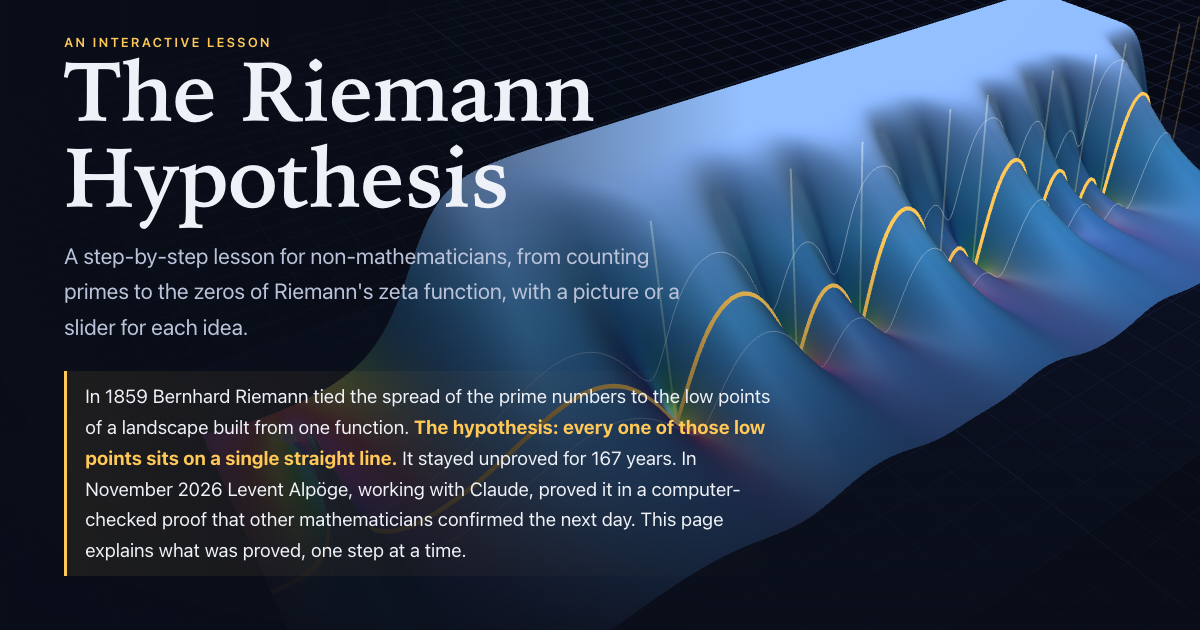 AN INTERACTIVE LESSON
The Riemann
Hypothesis
A step-by-step lesson for non-mathematicians, from counting
primes to the zeros of Riemann's zeta function, with a picture or a
slider for each idea.
In 1859 Bernhard Riemann tied the spread of the prime numbers to the low points
of a landscape built from one function. The hypothesis: every one of those low
points sits on a single straight line. It stayed unproved for 167 years. In
November 2026 Levent Alpöge, working with Claude, proved it in a computer-
checked proof that other mathematicians confirmed the next day. This page
explains what was proved, one step at a time.